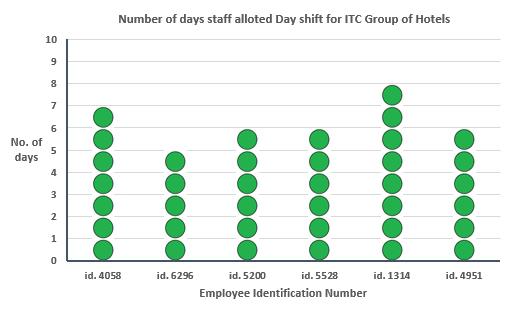 Number of days staff alloted Day shift for ITC Group of Hotels
10
9
8
7
6
5
4
3
2
1
0
No. of
days
id. 4058 id. 6296 id. 5200 id. 5528 id. 1314 id. 4951
Employee Identification Number